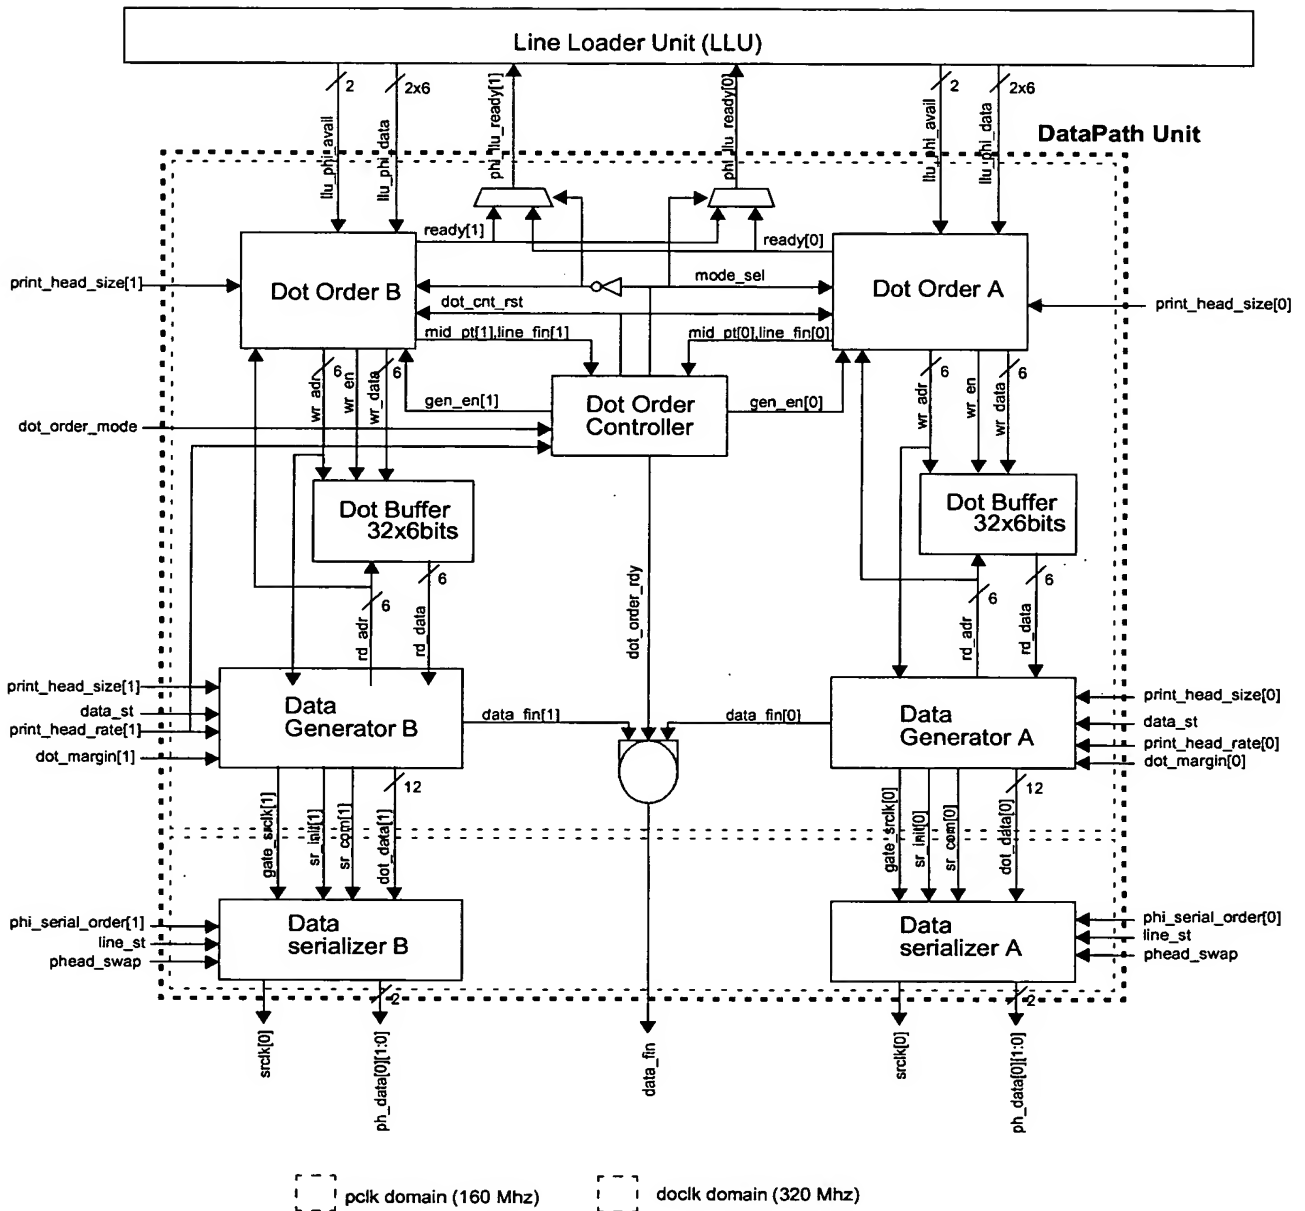 Line Loader Unit (LLU)
2
2x6
2
2x6
llu_phi_avail
llu_phi_data
phi_llu_ready[1]
phi_llu_ready[0]
llu_phi_avail
llu_phi_data
DataPath Unit
ready[1]
ready[0]
print_head_size[1]
Dot Order B
mode_sel
Dot Order A
dot_cnt_rst
print_head_size[0]
mid_pt[1],line_fin[1]
mid_pt[0],line_fin[0]
wr_adr
6
wr_en
wr_data
6
wr_adr
6
wr_en
wr_data
6
gen_en[1]
Dot Order
Controller
gen_en[0]
dot_order_mode
Dot Buffer
32x6bits
Dot Buffer
32x6bits
6
6
rd_adr
rd_data
dot_order_rdy
6
6
rd_adr
rd_data
print_head_size[1]
data_st
print_head_rate[1]
dot_margin[1]
Data
Generator B
data_fin[1]
data_fin[0]
Data
Generator A
print_head_size[0]
data_st
print_head_rate[0]
dot_margin[0]
12
12
gate_srclk[1]
sr_init[1]
sr_com[1]
dot_data[1]
gate_srclk[0]
sr_init[0]
sr_com[0]
dot_data[0]
phi_serial_order[1]
line_st
phead_swap
Data
serializer B
Data
serializer A
phi_serial_order[0]
line_st
phead_swap
2
2
srclk[0]
ph_data[0][1:0]
data_fin
srclk[0]
ph_data[0][1:0]
pclk domain (160 Mhz)
doclk domain (320 Mhz)